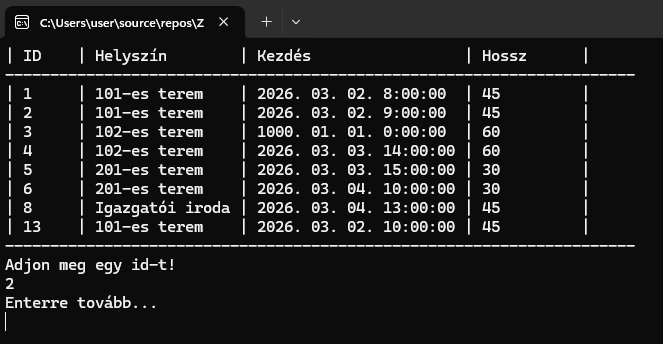 C:\Users\user\source\repos\Z
| ID    | Helyszín        | Kezdés                 | Hossz      |
----------------------------------------------------------------------
| 1     | 101-es terem    | 2026. 03. 02. 8:00:00  | 45         |
| 2     | 101-es terem    | 2026. 03. 02. 9:00:00  | 45         |
| 3     | 102-es terem    | 1000. 01. 01. 0:00:00  | 60         |
| 4     | 102-es terem    | 2026. 03. 03. 14:00:00 | 60         |
| 5     | 201-es terem    | 2026. 03. 03. 15:00:00 | 30         |
| 6     | 201-es terem    | 2026. 03. 04. 10:00:00 | 30         |
| 8     | Igazgatói iroda | 2026. 03. 04. 13:00:00 | 45         |
| 13    | 101-es terem    | 2026. 03. 02. 10:00:00 | 45         |
----------------------------------------------------------------------
Adjon meg egy id-t!
2
Enterre tovább...